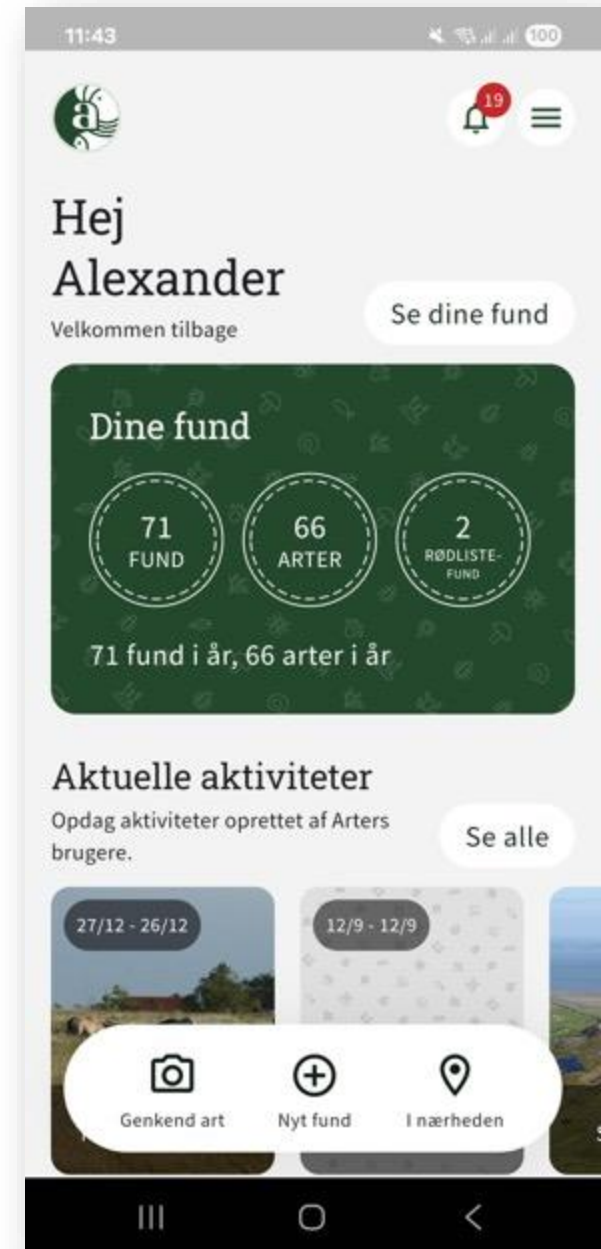 11:43
100
a
19
Hej
Alexander
Velkommen tilbage
Se dine fund
Dine fund
71
FUND
66
ARTER
2
RØDLISTE-
FUND
71 fund i år, 66 arter i år
Aktuelle aktiviteter
Opdag aktiviteter oprettet af Arters
brugere.
Se alle
27/12 - 26/12
12/9 - 12/9
Genkend art
Nyt fund
I nærheden